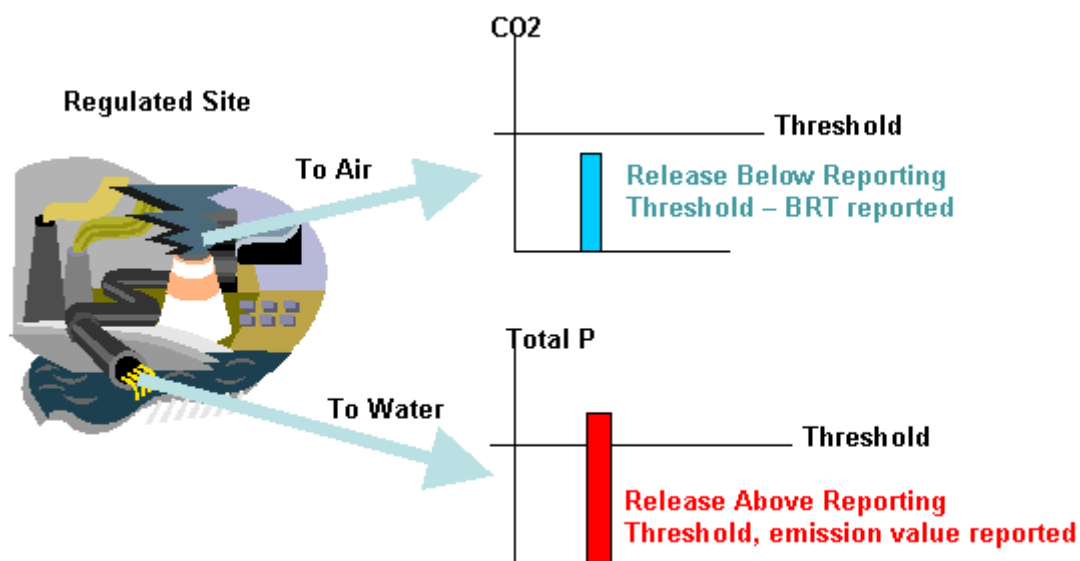 CO2
Regulated Site
Threshold
To Air
Release Below Reporting
Threshold – BRT reported
Total P
To Water
Threshold
Release Above Reporting
Threshold, emission value reported